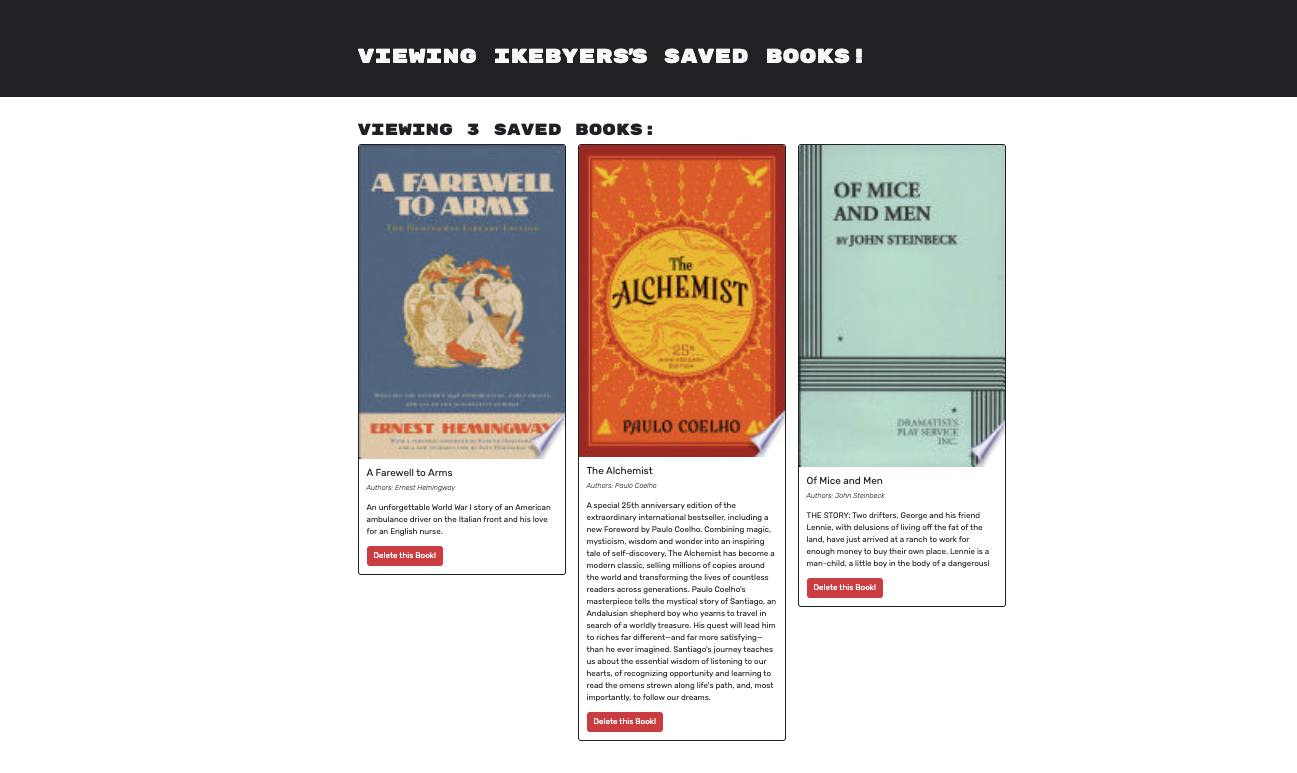 VIEWING IKEBYERS'S SAVED BOOKS!
VIEWING 3 SAVED BOOKS:
A FAREWELL
TO ARMS
THE HEMINGWAY LIBRARY EDITION
ERNEST HEMINGWAY
A Farewell to Arms
Authors: Ernest Hemingway
An unforgettable World War I story of an American
ambulance driver on the Italian front and his love
for an English nurse.
Delete this Book!
The
ALCHEMIST
25th
ANNIVERSARY
EDITION
PAULO COELHO
The Alchemist
Authors: Paulo Coelho
A special 25th anniversary edition of the
extraordinary international bestseller, including a
new Foreword by Paulo Coelho. Combining magic,
mysticism, wisdom and wonder into an inspiring
tale of self-discovery, The Alchemist has become a
modern classic, selling millions of copies around
the world and transforming the lives of countless
readers across generations. Paulo Coelho's
masterpiece tells the mystical story of Santiago, an
Andalusian shepherd boy who yearns to travel in
search of a worldly treasure. His quest will lead him
to riches far different—and far more satisfying—
than he ever imagined. Santiago's journey teaches
us about the essential wisdom of listening to our
hearts, of recognizing opportunity and learning to
read the omens strewn along life's path, and, most
importantly, to follow our dreams.
Delete this Book!
OF MICE
AND MEN
BY JOHN STEINBECK
DRAMATISTS
PLAY SERVICE
INC.
Of Mice and Men
Authors: John Steinbeck
THE STORY: Two drifters, George and his friend
Lennie, with delusions of living off the fat of the
land, have just arrived at a ranch to work for
enough money to buy their own place. Lennie is a
man-child, a little boy in the body of a dangerousl
Delete this Book!